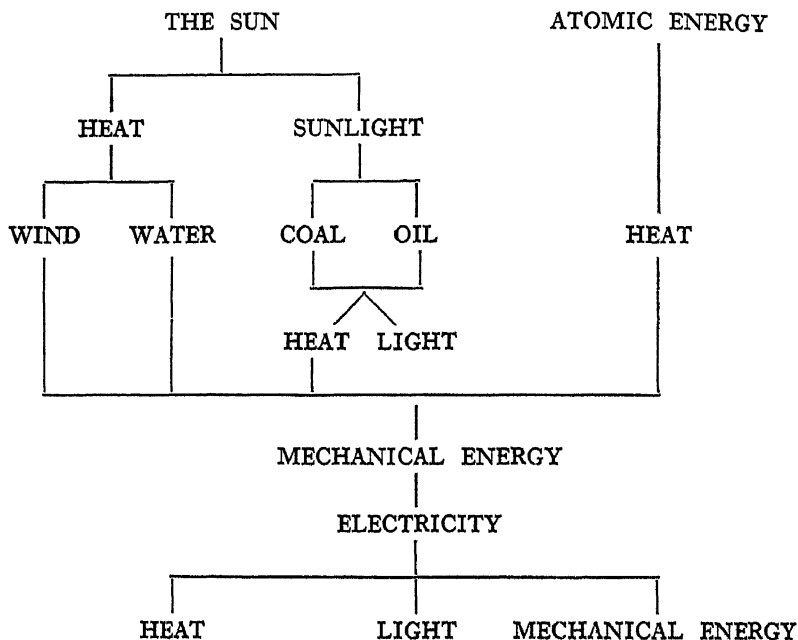 THE SUN ATOMIC ENERGY
HEAT SUNLIGHT
WIND WATER COAL OIL HEAT
HEAT LIGHT
MECHANICAL ENERGY
ELECTRICITY
HEAT LIGHT MECHANICAL ENERGY